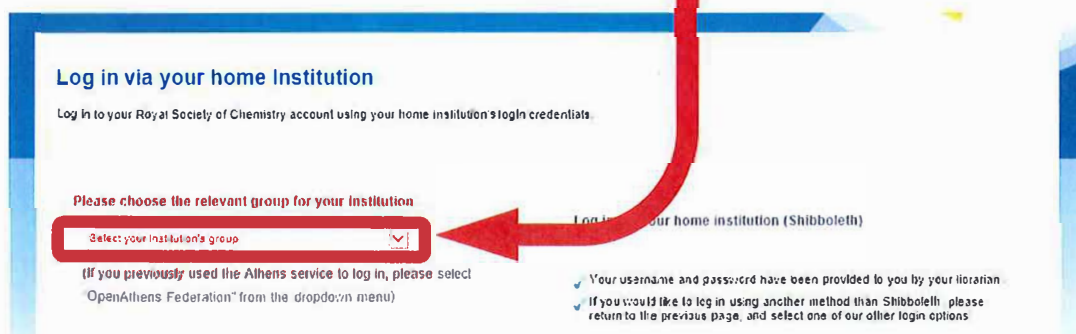 Log in via your home Institution
Log in to your Royal Society of Chemistry account using your home institution's login credentials.
Please choose the relevant group for your institution
Select your institution's group
(If you previously used the Athens service to log in, please select
"OpenAthens Federation" from the dropdown menu)
Log in your home institution (Shibboleth)
Your username and password have been provided to you by your librarian
If you would like to log in using another method than Shibboleth, please
return to the previous page, and select one of our other login options